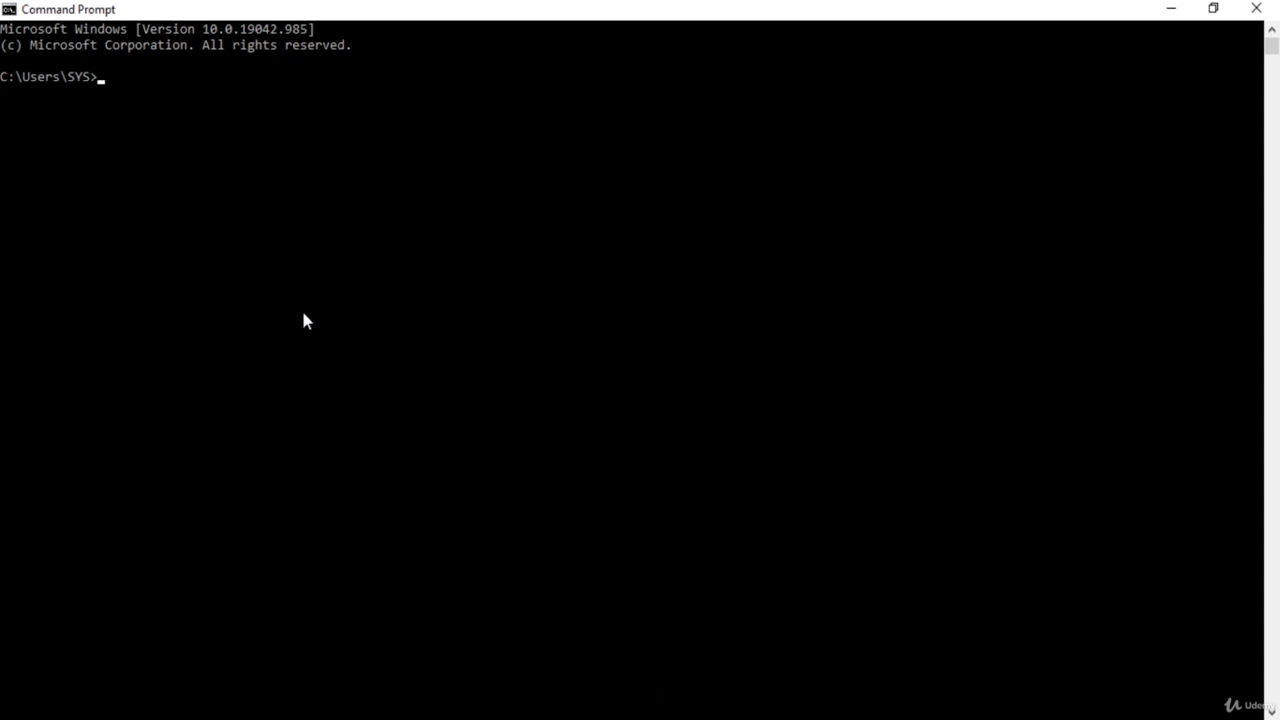 Command Prompt
Microsoft Windows [Version 10.0.19042.985]
(c) Microsoft Corporation. All rights reserved.
C:\Users\SYS>
Udemy